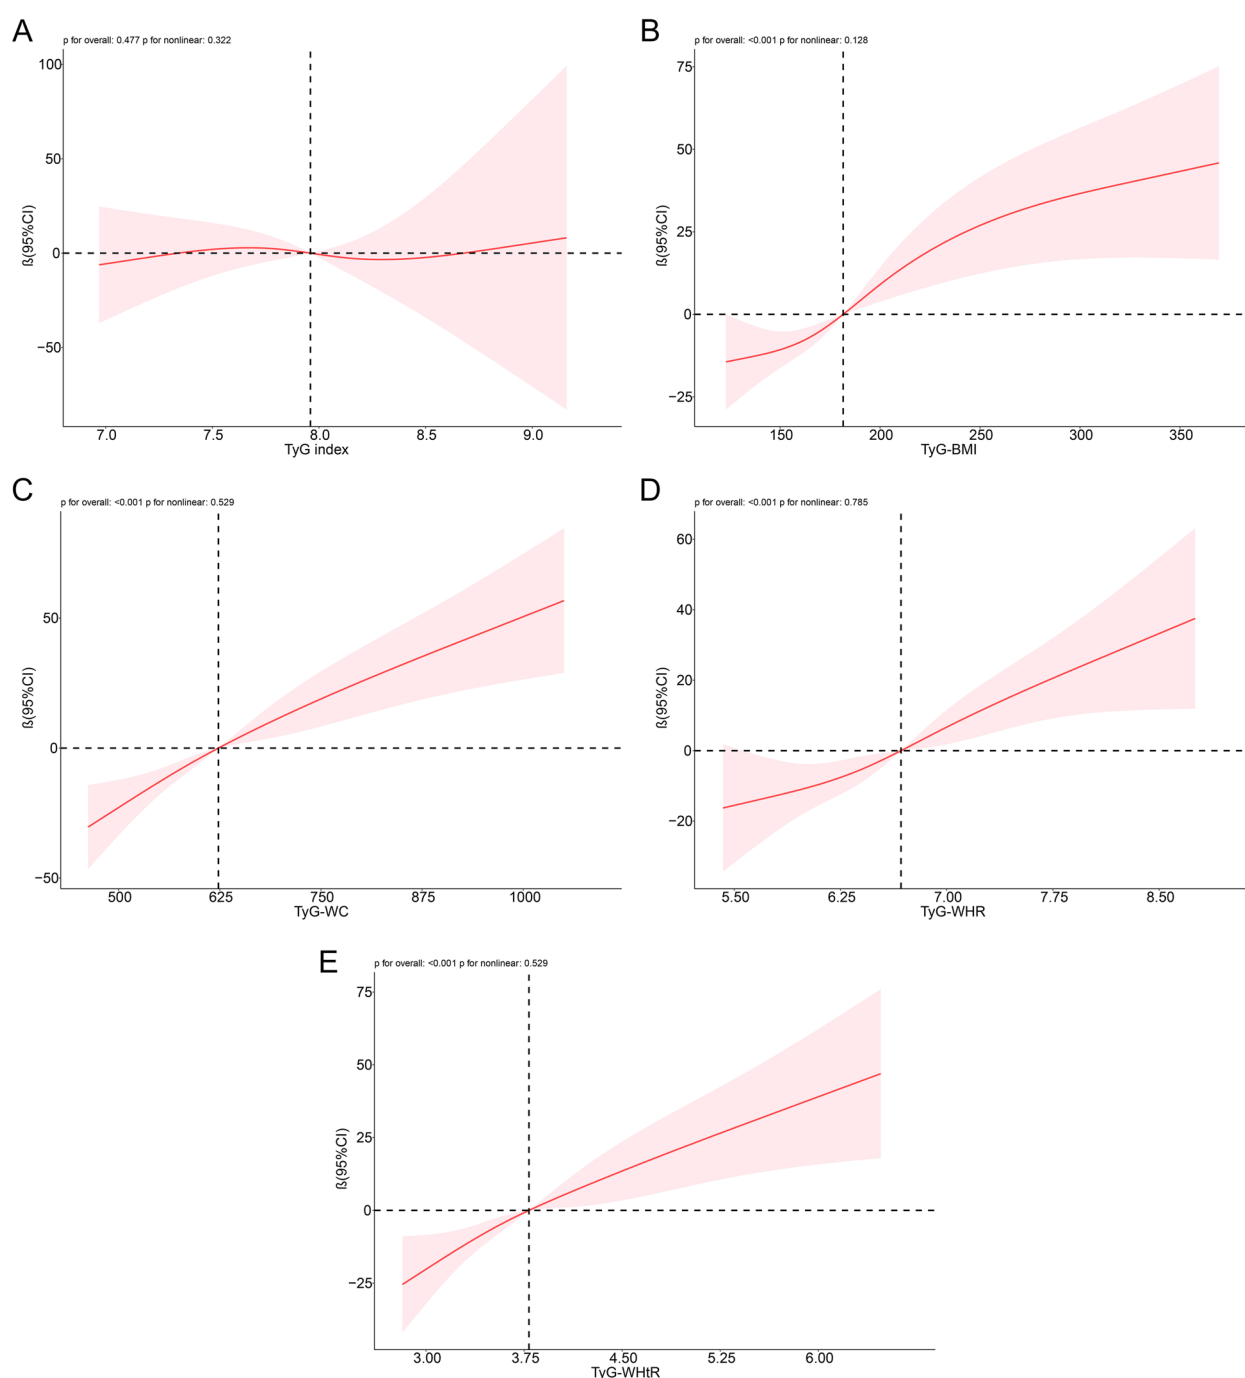 A
p for overall: 0.477 p for nonlinear: 0.322
100
50
0
−50
ß(95%CI)
7.0 7.5 8.0 8.5 9.0
TyG index
B
p for overall: <0.001 p for nonlinear: 0.128
75
50
25
0
−25
ß(95%CI)
150 200 250 300 350
TyG-BMI
C
p for overall: <0.001 p for nonlinear: 0.529
50
0
−50
ß(95%CI)
500 625 750 875 1000
TyG-WC
D
p for overall: <0.001 p for nonlinear: 0.785
60
40
20
0
−20
ß(95%CI)
5.50 6.25 7.00 7.75 8.50
TyG-WHR
E
p for overall: <0.001 p for nonlinear: 0.529
75
50
25
0
−25
ß(95%CI)
3.00 3.75 4.50 5.25 6.00
TyG-WHtR